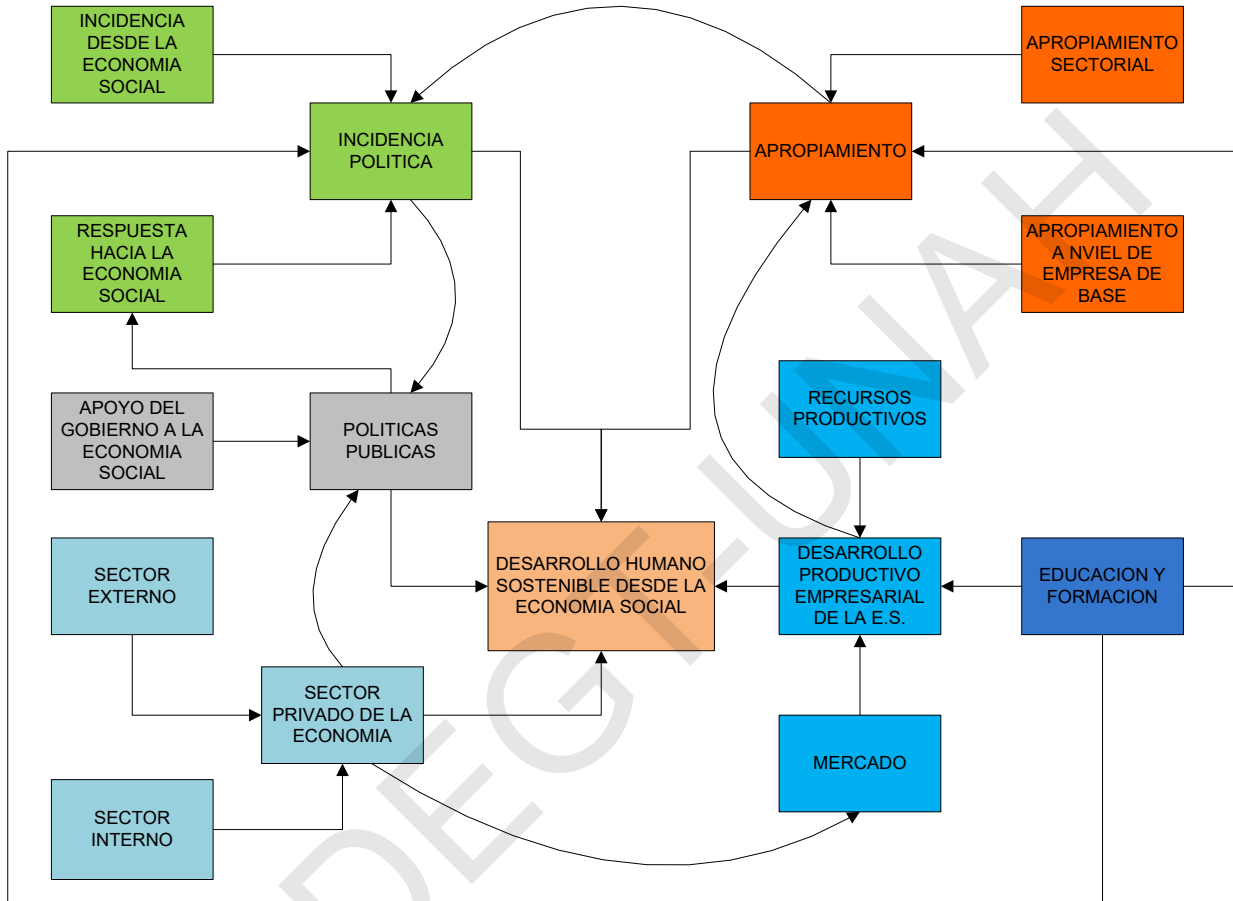 INCIDENCIA
DESDE LA
ECONOMIA
SOCIAL
APROPIAMIENTO
SECTORIAL
INCIDENCIA
POLITICA
APROPIAMIENTO
RESPUESTA
HACIA LA
ECONOMIA
SOCIAL
APROPIAMIENTO
A NVIEL DE
EMPRESA DE
BASE
RECURSOS
PRODUCTIVOS
APOYO DEL
GOBIERNO A LA
ECONOMIA
SOCIAL
POLITICAS
PUBLICAS
SECTOR
EXTERNO
DESARROLLO HUMANO
SOSTENIBLE DESDE LA
ECONOMIA SOCIAL
DESARROLLO
PRODUCTIVO
EMPRESARIAL
DE LA E.S.
EDUCACION Y
FORMACION
SECTOR
PRIVADO DE LA
ECONOMIA
MERCADO
SECTOR
INTERNO
DEGT-UNAH